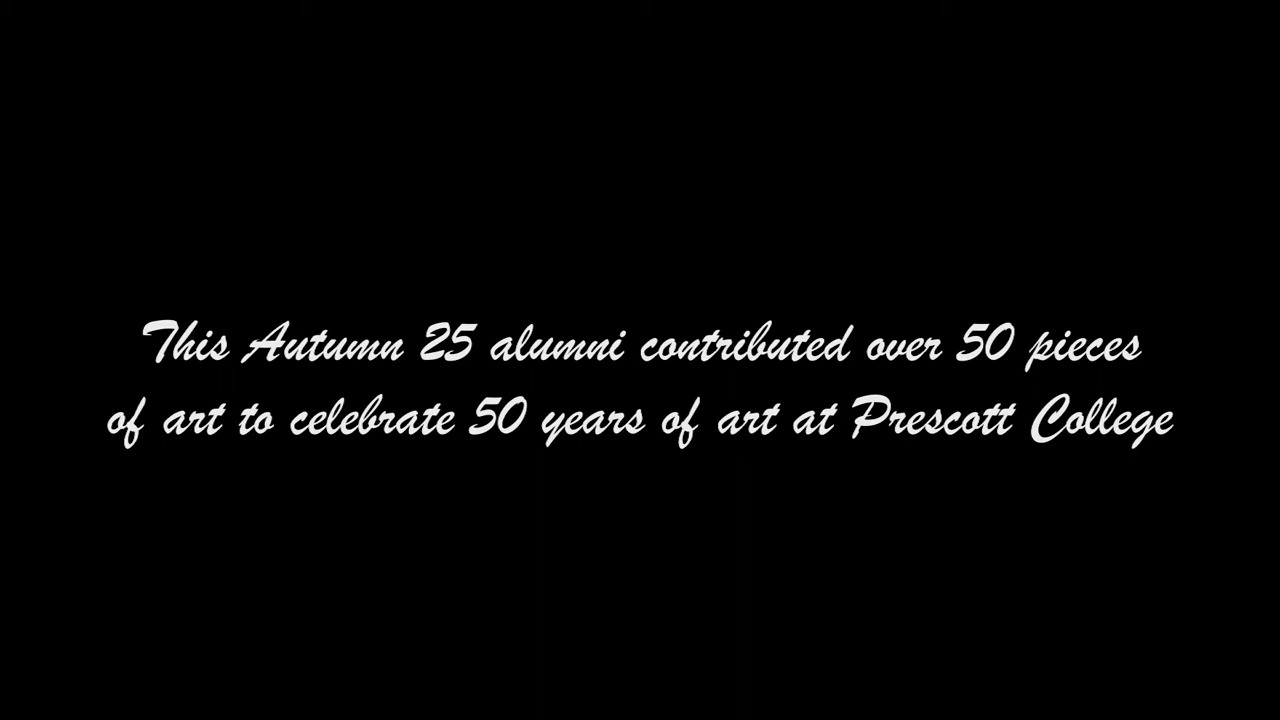 This Autumn 25 alumni contributed over 50 pieces
of art to celebrate 50 years of art at Prescott College